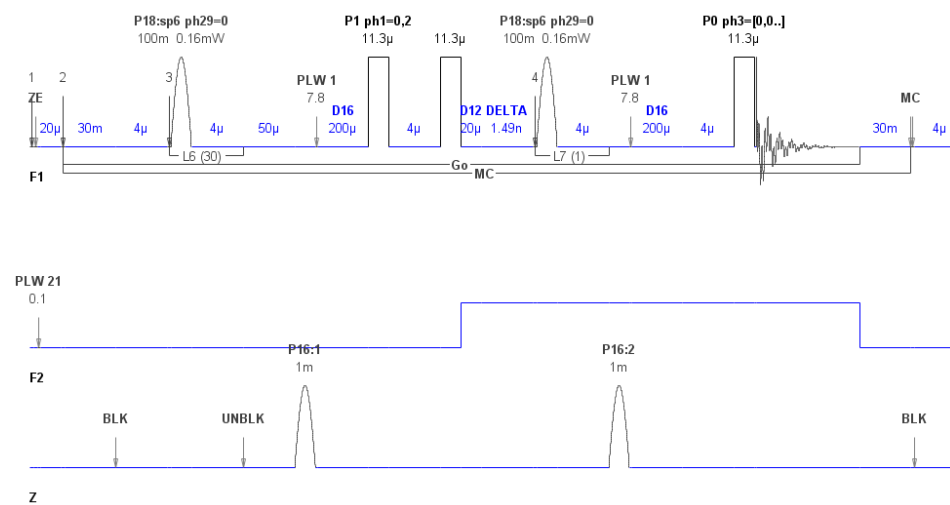 P18:sp6 ph29=0 P1 ph1=0,2 P18:sp6 ph29=0 P0 ph3=[0,0..]
100m 0.16mW 11.3µ 11.3µ 100m 0.16mW 11.3µ
1 2 3 PLW 1 4 PLW 1
ZE 7.8 7.8 MC
D16 D12 DELTA D16
20µ 30m 4µ 4µ 50µ 200µ 4µ 20µ 1.49n 4µ 200µ 4µ 30m 4µ
L6 (30) L7 (1)
Go
F1 MC
PLW 21
0.1
P16:1 P16:2
F2 1m 1m
BLK UNBLK BLK
Z